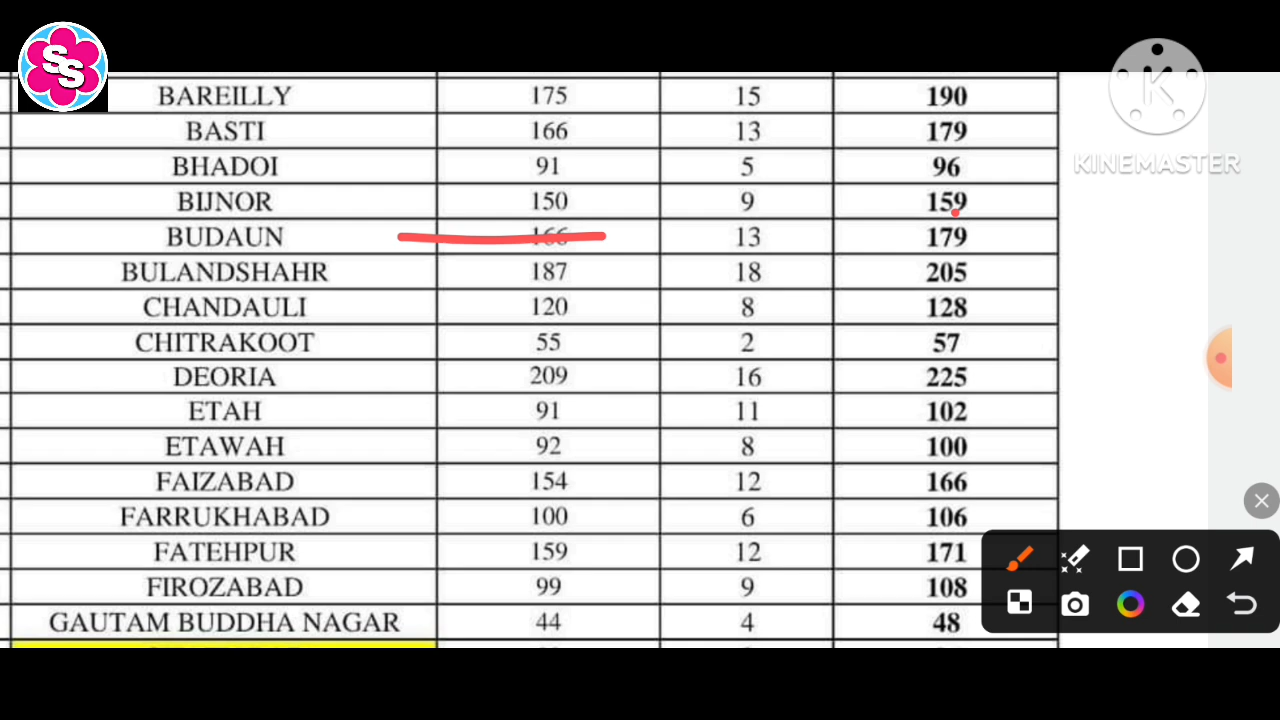 SS
KINEMASTER
BAREILLY 175 15 190
BASTI 166 13 179
BHADOI 91 5 96
BIJNOR 150 9 159
BUDAUN 166 13 179
BULANDSHAHR 187 18 205
CHANDAULI 120 8 128
CHITRAKOOT 55 2 57
DEORIA 209 16 225
ETAH 91 11 102
ETAWAH 92 8 100
FAIZABAD 154 12 166
FARRUKHABAD 100 6 106
FATEHPUR 159 12 171
FIROZABAD 99 9 108
GAUTAM BUDDHA NAGAR 44 4 48